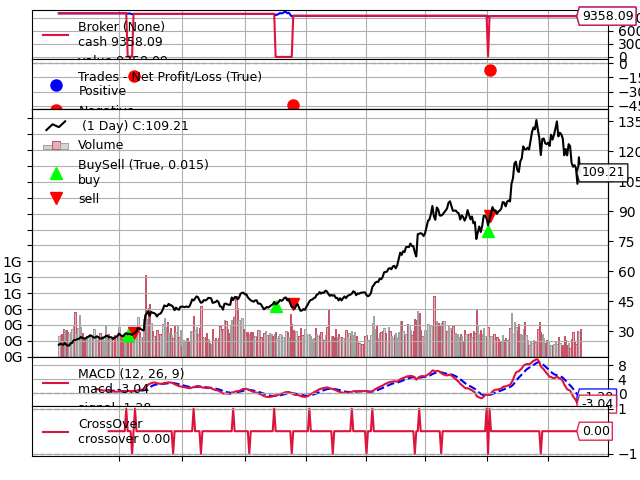 Broker (None)
cash 9358.09
value 9358.09
9358.09
600
300
0
Trades - Net Profit/Loss (True)
Positive
Negative
0
−15
−30
−45
(1 Day) C:109.21
Volume
BuySell (True, 0.015)
buy
sell
135
120
109.21
105
90
75
60
45
30
1G
1G
1G
0G
0G
0G
0G
MACD (12, 26, 9)
macd -3.04
signal -1.28
8
4
0
-1.28
-3.04
CrossOver
crossover 0.00
1
0.00
−1